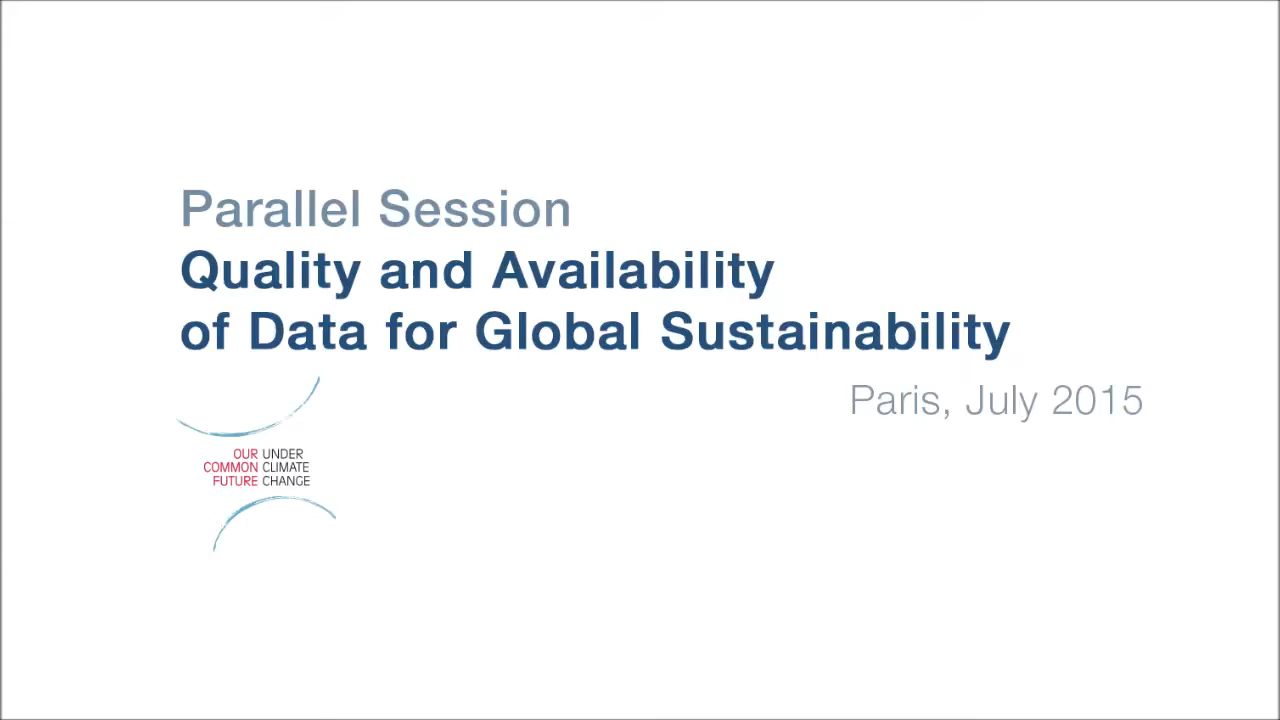 Parallel Session
Quality and Availability
of Data for Global Sustainability
Paris, July 2015
OUR UNDER
COMMON CLIMATE
FUTURE CHANGE